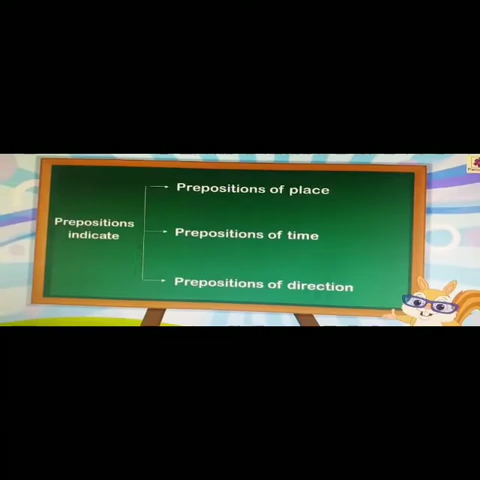 Prepositions of place
Prepositions
indicate
Prepositions of time
Prepositions of direction